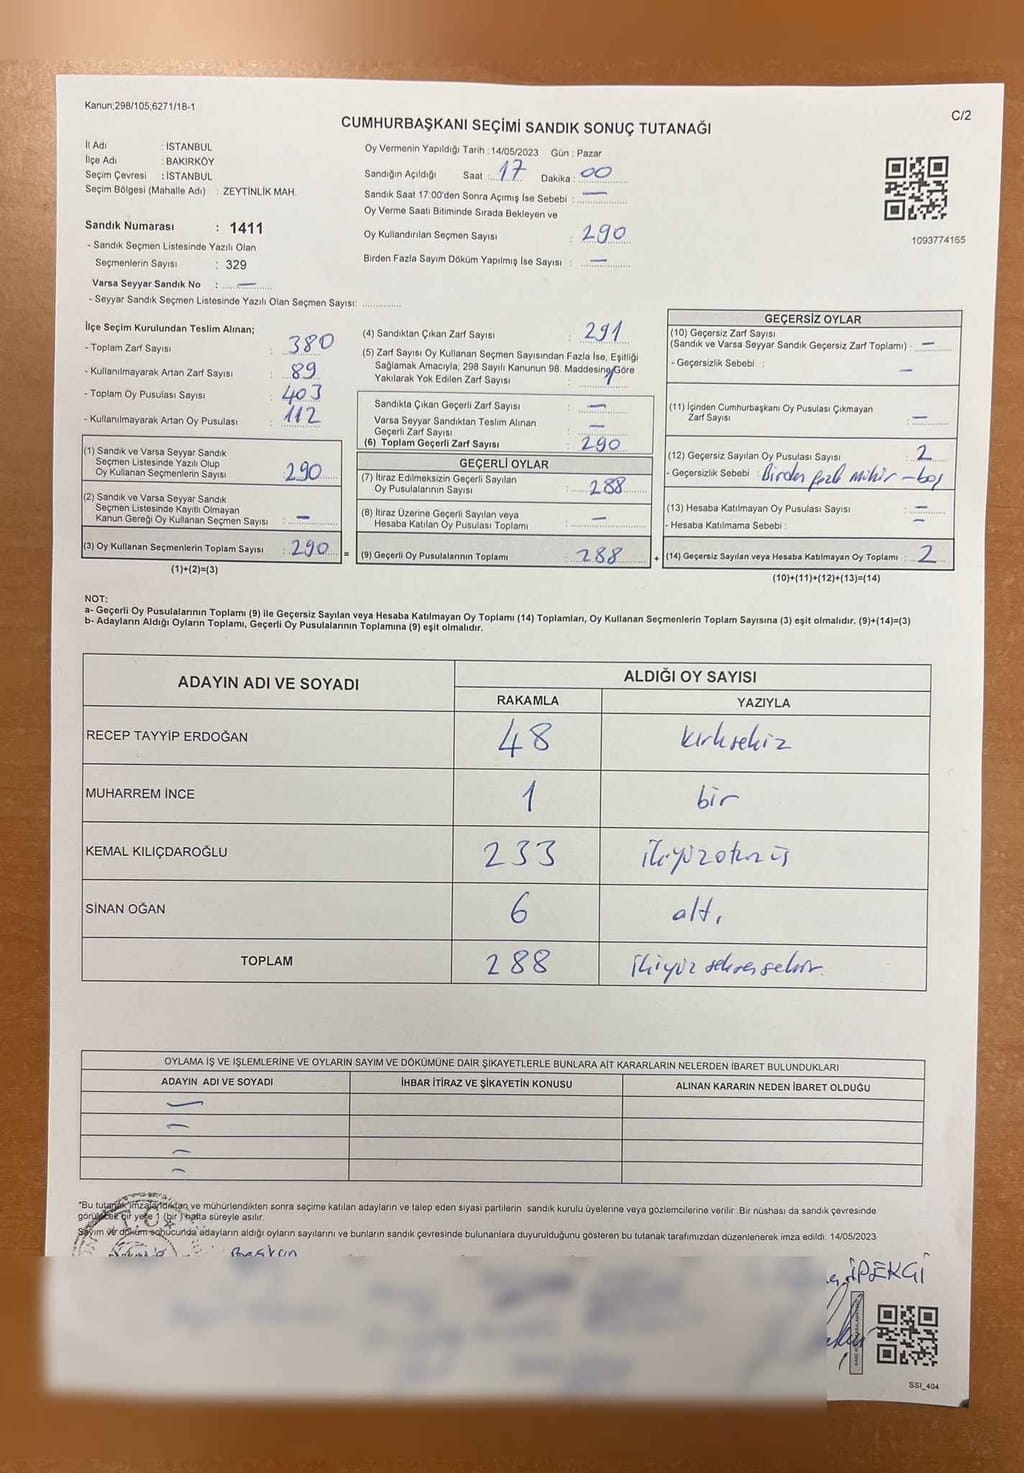 Kanun;298/105,6271/18-1
C/2
CUMHURBAŞKANI SEÇİMİ SANDIK SONUÇ TUTANAĞI
İl Adı : İSTANBUL
İlçe Adı : BAKIRKÖY
Seçim Çevresi : İSTANBUL
Seçim Bölgesi (Mahalle Adı) : ZEYTİNLİK MAH.
Sandık Numarası : 1411
- Sandık Seçmen Listesinde Yazılı Olan
Seçmenlerin Sayısı : 329
Varsa Seyyar Sandık No : —
- Seyyar Sandık Seçmen Listesinde Yazılı Olan Seçmen Sayısı:
Oy Vermenin Yapıldığı Tarih : 14/05/2023 Gün : Pazar
Sandığın Açıldığı Saat : 17 Dakika : 00
Sandık Saat 17:00'den Sonra Açımış İse Sebebi : —
Oy Verme Saati Bitiminde Sırada Bekleyen ve
Oy Kullandırılan Seçmen Sayısı : 290
Birden Fazla Sayım Döküm Yapılmış İse Sayısı : —
1093774165
İlçe Seçim Kurulundan Teslim Alınan;
- Toplam Zarf Sayısı : 380
- Kullanılmayarak Artan Zarf Sayısı : 89
- Toplam Oy Pusulası Sayısı : 403
- Kullanılmayarak Artan Oy Pusulası : 112
(1) Sandık ve Varsa Seyyar Sandık
Seçmen Listesinde Yazılı Olup
Oy Kullanan Seçmenlerin Sayısı : 290
(2) Sandık ve Varsa Seyyar Sandık
Seçmen Listesinde Kayıtlı Olmayan
Kanun Gereği Oy Kullanan Seçmen Sayısı : —
(3) Oy Kullanan Seçmenlerin Toplam Sayısı : 290 =
(1)+(2)=(3)
(4) Sandıktan Çıkan Zarf Sayısı : 291
(5) Zarf Sayısı Oy Kullanan Seçmen Sayısından Fazla İse, Eşitliği
Sağlamak Amacıyla; 298 Sayılı Kanunun 98. Maddesine Göre
Yakılarak Yok Edilen Zarf Sayısı : 1
Sandıkta Çıkan Geçerli Zarf Sayısı : —
Varsa Seyyar Sandıktan Teslim Alınan
Geçerli Zarf Sayısı : —
(6) Toplam Geçerli Zarf Sayısı : 290
GEÇERLİ OYLAR
(7) İtiraz Edilmeksizin Geçerli Sayılan
Oy Pusulalarının Sayısı : 288
(8) İtiraz Üzerine Geçerli Sayılan veya
Hesaba Katılan Oy Pusulası Toplamı : —
(9) Geçerli Oy Pusulalarının Toplamı : 288 +
GEÇERSİZ OYLAR
(10) Geçersiz Zarf Sayısı
(Sandık ve Varsa Seyyar Sandık Geçersiz Zarf Toplamı) - —
- Geçersizlik Sebebi : —
(11) İçinden Cumhurbaşkanı Oy Pusulası Çıkmayan
Zarf Sayısı : —
(12) Geçersiz Sayılan Oy Pusulası Sayısı : 2
- Geçersizlik Sebebi : Birden fazla mühür – boş
(13) Hesaba Katılmayan Oy Pusulası Sayısı : —
- Hesaba Katılmama Sebebi : —
(14) Geçersiz Sayılan veya Hesaba Katılmayan Oy Toplamı : 2
(10)+(11)+(12)+(13)=(14)
NOT:
a- Geçerli Oy Pusulalarının Toplamı (9) ile Geçersiz Sayılan veya Hesaba Katılmayan Oy Toplamı (14) Toplamları, Oy Kullanan Seçmenlerin Toplam Sayısına (3) eşit olmalıdır. (9)+(14)=(3)
b- Adayların Aldığı Oyların Toplamı, Geçerli Oy Pusulalarının Toplamına (9) eşit olmalıdır.
ADAYIN ADI VE SOYADI ALDIĞI OY SAYISI
RAKAMLA YAZIYLA
RECEP TAYYİP ERDOĞAN 48 kırksekiz
MUHARREM İNCE 1 bir
KEMAL KILIÇDAROĞLU 233 ikiyüzotuzüç
SİNAN OĞAN 6 altı
TOPLAM 288 ikiyüz seksensekiz
OYLAMA İŞ VE İŞLEMLERİNE VE OYLARIN SAYIM VE DÖKÜMÜNE DAİR ŞİKAYETLERLE BUNLARA AİT KARARLARIN NELERDEN İBARET BULUNDUKLARI
ADAYIN ADI VE SOYADI İHBAR İTİRAZ VE ŞİKAYETİN KONUSU ALINAN KARARIN NEDEN İBARET OLDUĞU
—
—
—
—
*Bu tutanak imzalandıktan ve mühürlendikten sonra seçime katılan adayların ve talep eden siyasi partilerin sandık kurulu üyelerine veya gözlemcilerine verilir. Bir nüshası da sandık çevresinde
görülecek bir yere 1 (bir) hafta süreyle asılır.
Sayım ve döküm sonucunda adayların aldığı oyların sayılarını ve bunların sandık çevresinde bulunanlara duyurulduğunu gösteren bu tutanak tarafımızdan düzenlenerek imza edildi. 14/05/2023
T.C.
Başkan
İPEKGİ
SSİ_404